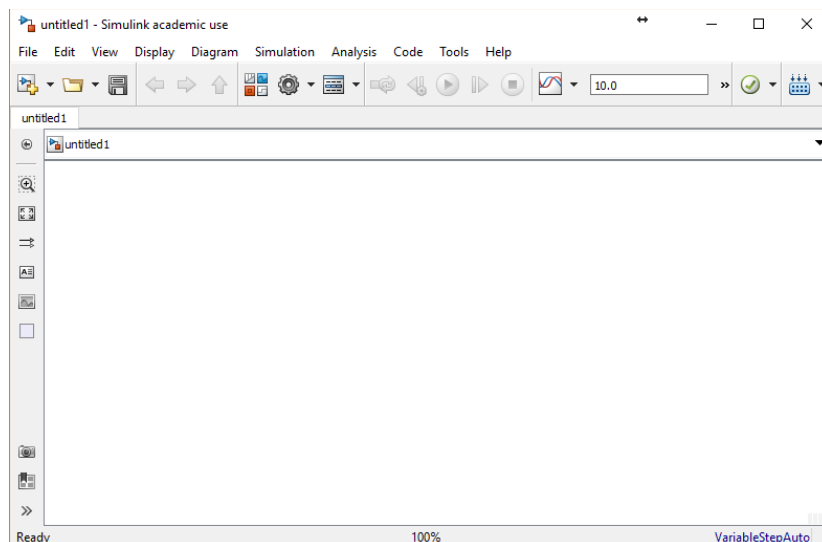 untitled1 - Simulink academic use
File Edit View Display Diagram Simulation Analysis Code Tools Help
10.0 »
untitled1
untitled1
Ready 100% VariableStepAuto